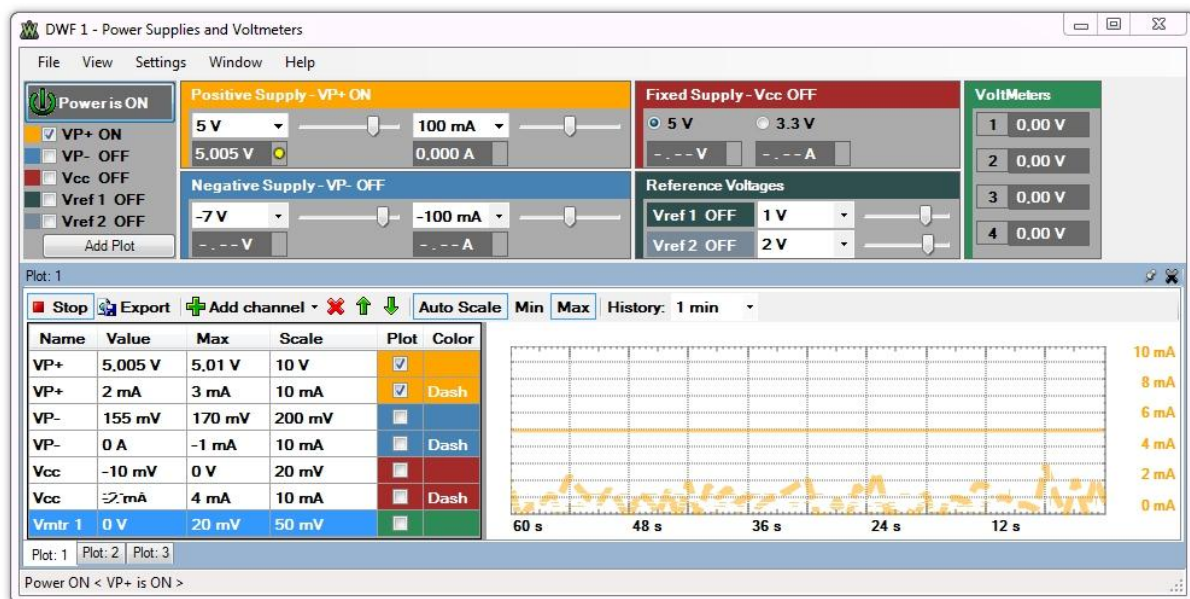 DWF 1 - Power Supplies and Voltmeters
File View Settings Window Help
Power is ON
VP+ ON
VP- OFF
Vcc OFF
Vref 1 OFF
Vref 2 OFF
Add Plot
Positive Supply - VP+ ON
5 V 100 mA
5,005 V 0,000 A
Negative Supply - VP- OFF
-7 V -100 mA
-.--V -.--A
Fixed Supply - Vcc OFF
5 V 3.3 V
-.--V -.--A
Reference Voltages
Vref 1 OFF 1 V
Vref 2 OFF 2 V
VoltMeters
1 0,00 V
2 0,00 V
3 0,00 V
4 0,00 V
Plot: 1
Stop Export Add channel Auto Scale Min Max History: 1 min
Name Value Max Scale Plot Color
VP+ 5,005 V 5,01 V 10 V
VP+ 2 mA 3 mA 10 mA Dash
VP- 155 mV 170 mV 200 mV
VP- 0 A -1 mA 10 mA Dash
Vcc -10 mV 0 V 20 mV
Vcc mA 4 mA 10 mA Dash
Vmtr 1 0 V 20 mV 50 mV
10 mA
8 mA
6 mA
4 mA
2 mA
0 mA
60 s 48 s 36 s 24 s 12 s
Plot: 1 Plot: 2 Plot: 3
Power ON < VP+ is ON >